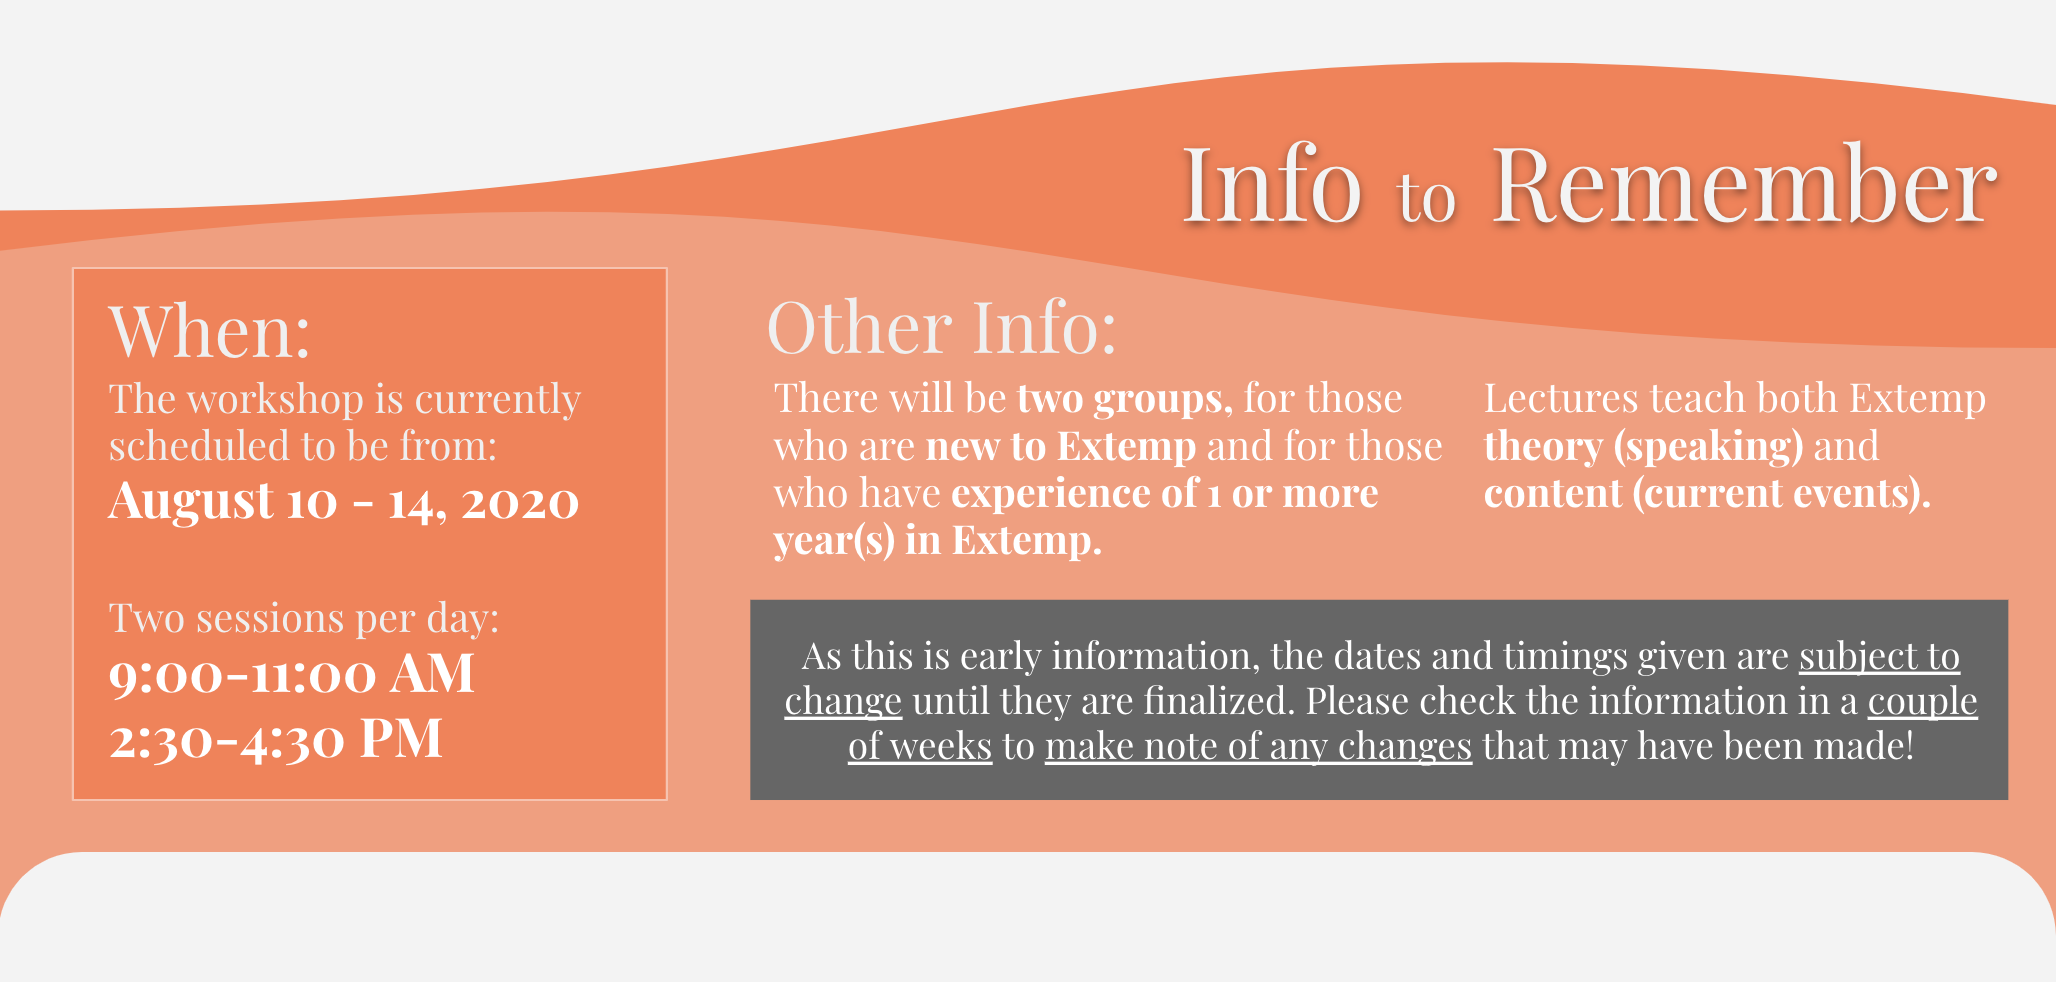 Info to Remember
When:
The workshop is currently
scheduled to be from:
August 10 - 14, 2020
Two sessions per day:
9:00-11:00 AM
2:30-4:30 PM
Other Info:
There will be two groups, for those
who are new to Extemp and for those
who have experience of 1 or more
year(s) in Extemp.
Lectures teach both Extemp
theory (speaking) and
content (current events).
As this is early information, the dates and timings given are subject to
change until they are finalized. Please check the information in a couple
of weeks to make note of any changes that may have been made!